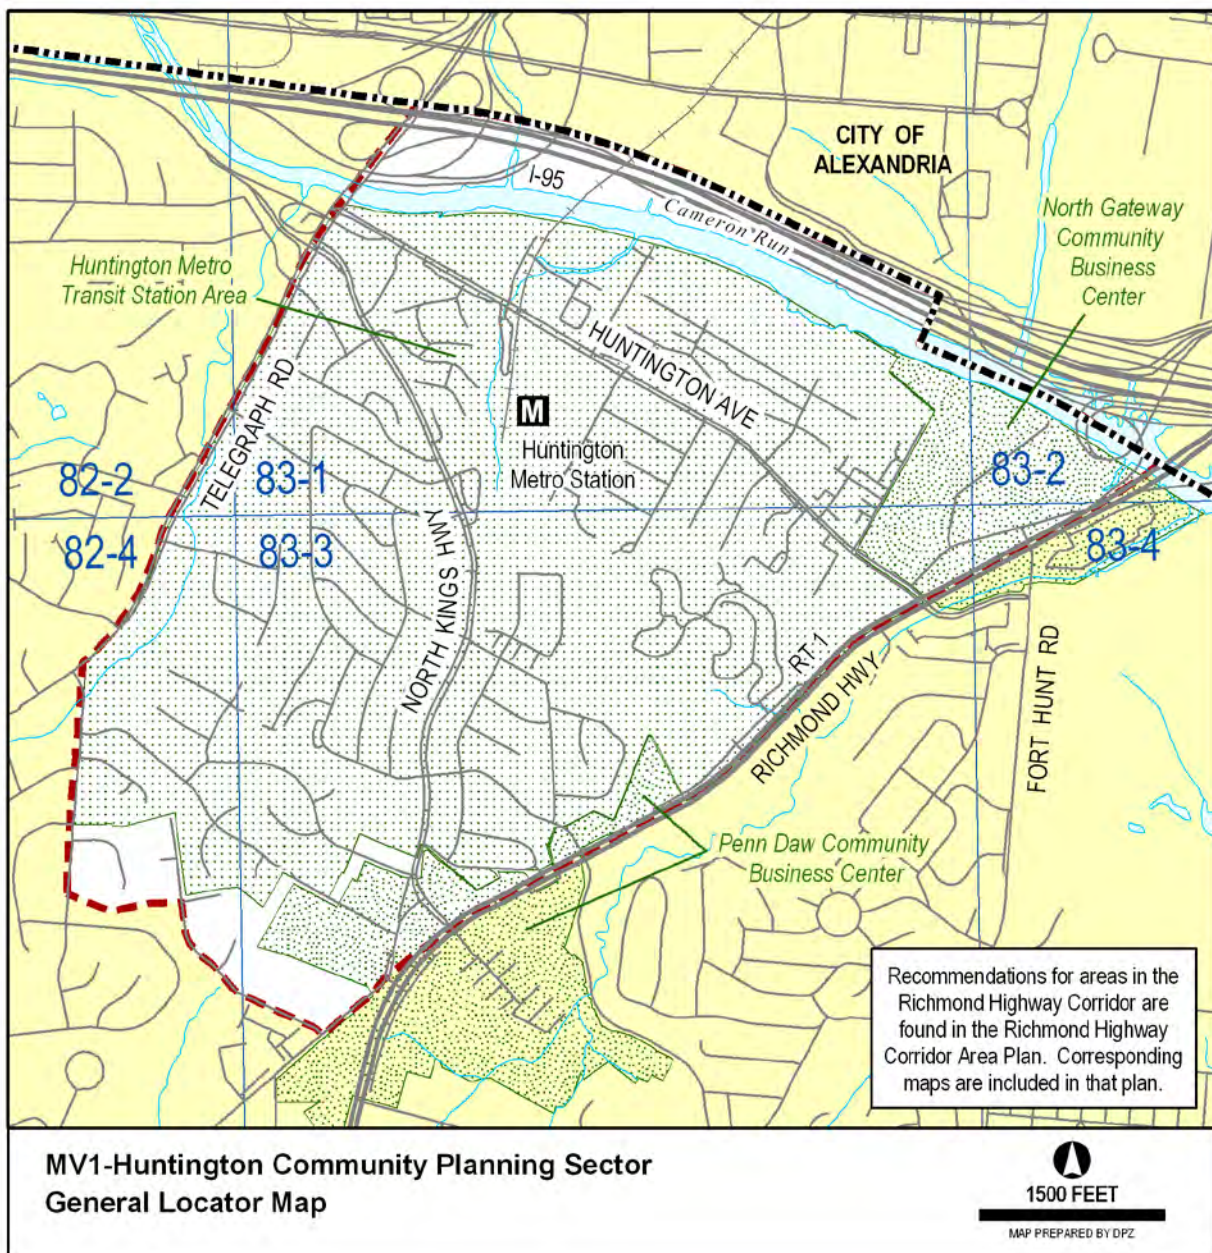 CITY OF
ALEXANDRIA
I-95
Cameron Run
North Gateway
Community
Business
Center
Huntington Metro
Transit Station Area
HUNTINGTON AVE
TELEGRAPH RD
M
Huntington
Metro Station
82-2
83-1
83-2
82-4
83-3
83-4
NORTH KINGS HWY
RT 1
RICHMOND HWY
FORT HUNT RD
Penn Daw Community
Business Center
Recommendations for areas in the
Richmond Highway Corridor are
found in the Richmond Highway
Corridor Area Plan. Corresponding
maps are included in that plan.
MV1-Huntington Community Planning Sector
General Locator Map
1500 FEET
MAP PREPARED BY DPZ